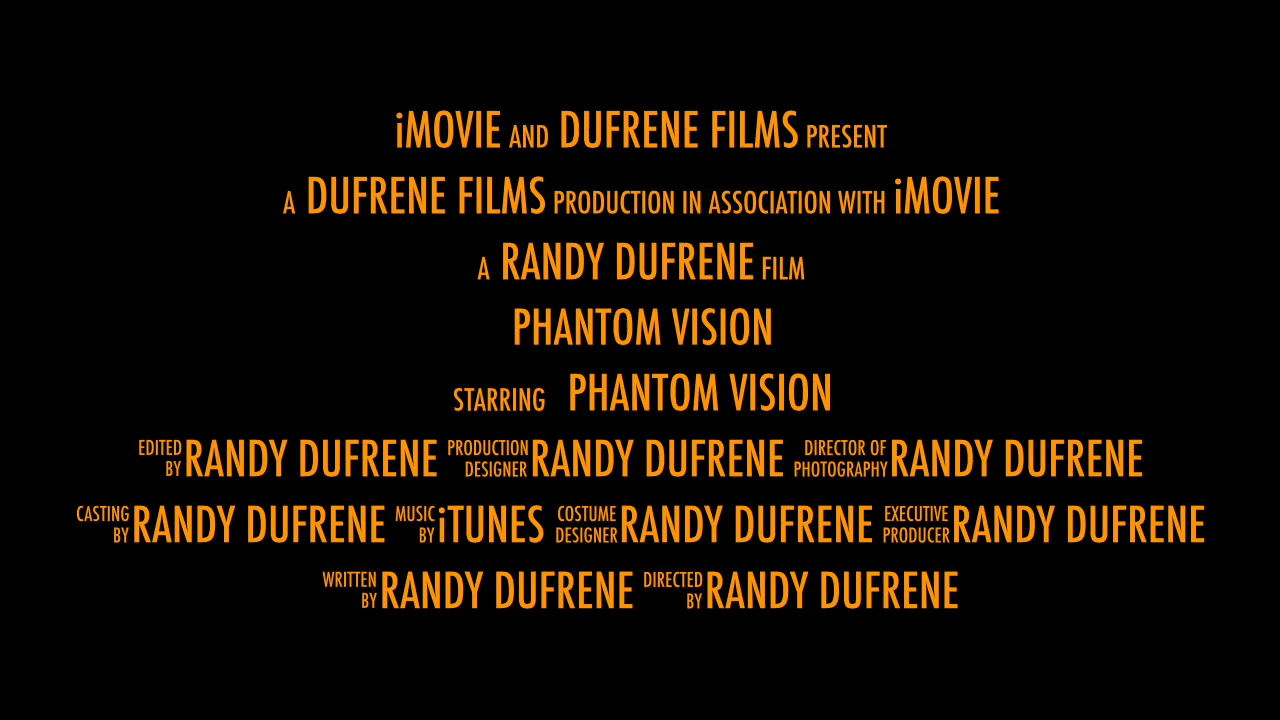 iMOVIE AND DUFRENE FILMS PRESENT
A DUFRENE FILMS PRODUCTION IN ASSOCIATION WITH iMOVIE
A RANDY DUFRENE FILM
PHANTOM VISION
STARRING PHANTOM VISION
EDITED BY RANDY DUFRENE PRODUCTION DESIGNER RANDY DUFRENE DIRECTOR OF PHOTOGRAPHY RANDY DUFRENE
CASTING BY RANDY DUFRENE MUSIC BY iTUNES COSTUME DESIGNER RANDY DUFRENE EXECUTIVE PRODUCER RANDY DUFRENE
WRITTEN BY RANDY DUFRENE DIRECTED BY RANDY DUFRENE